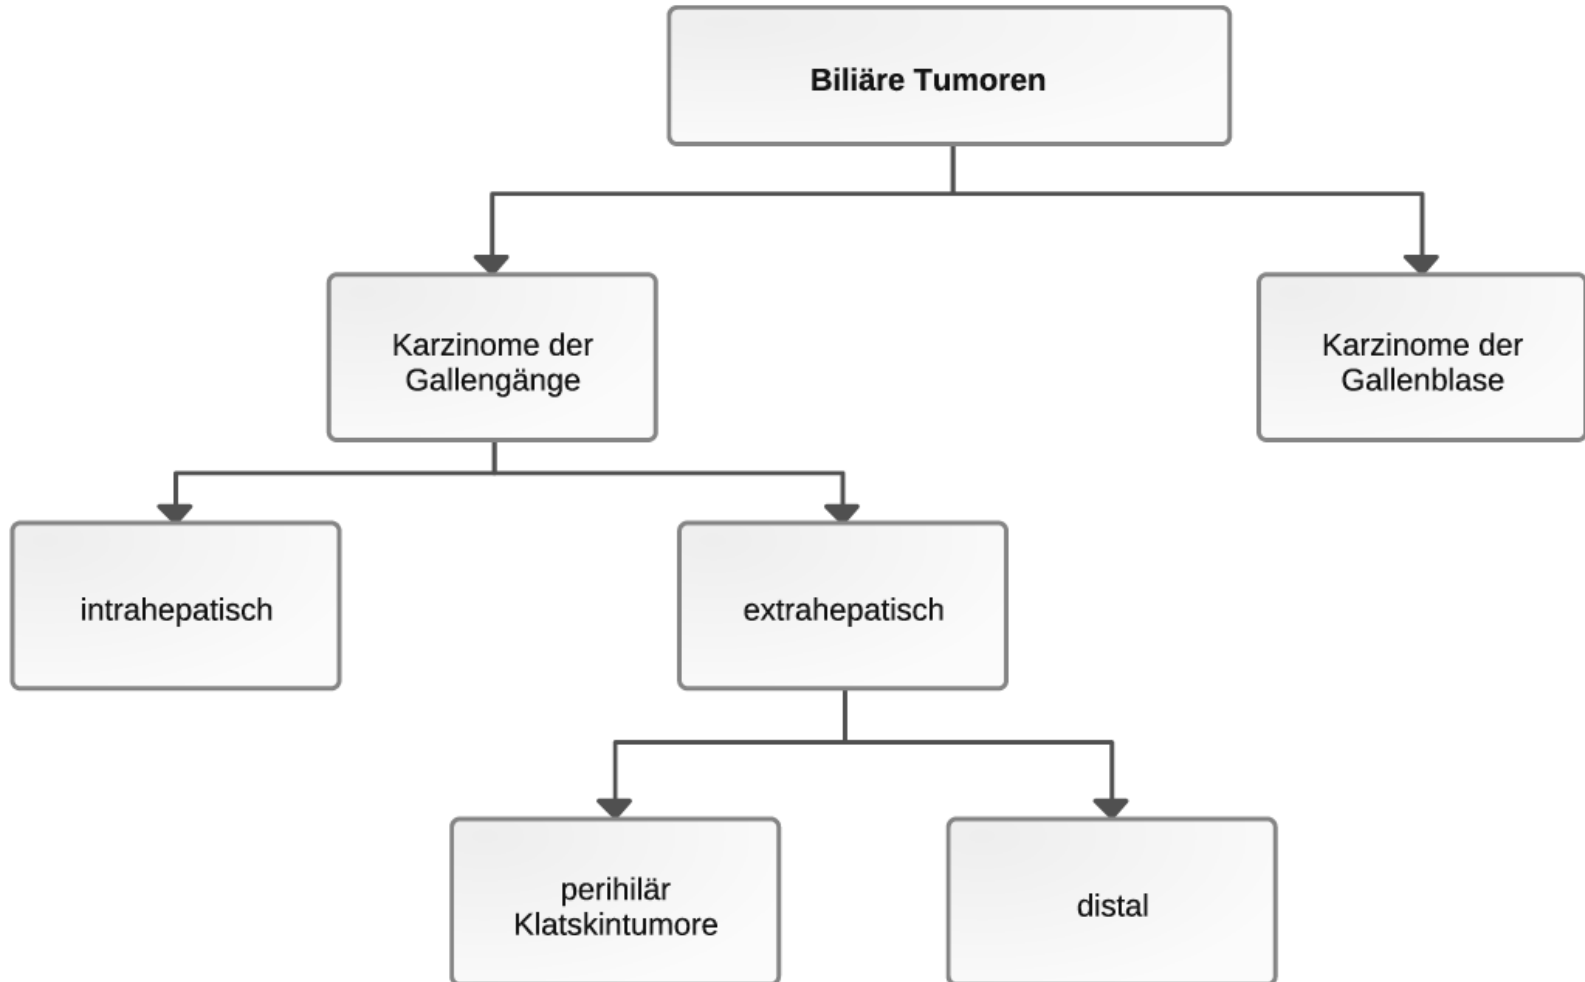 Biliäre Tumoren
Karzinome der
Gallengänge
Karzinome der
Gallenblase
intrahepatisch
extrahepatisch
perihilär
Klatskintumore
distal